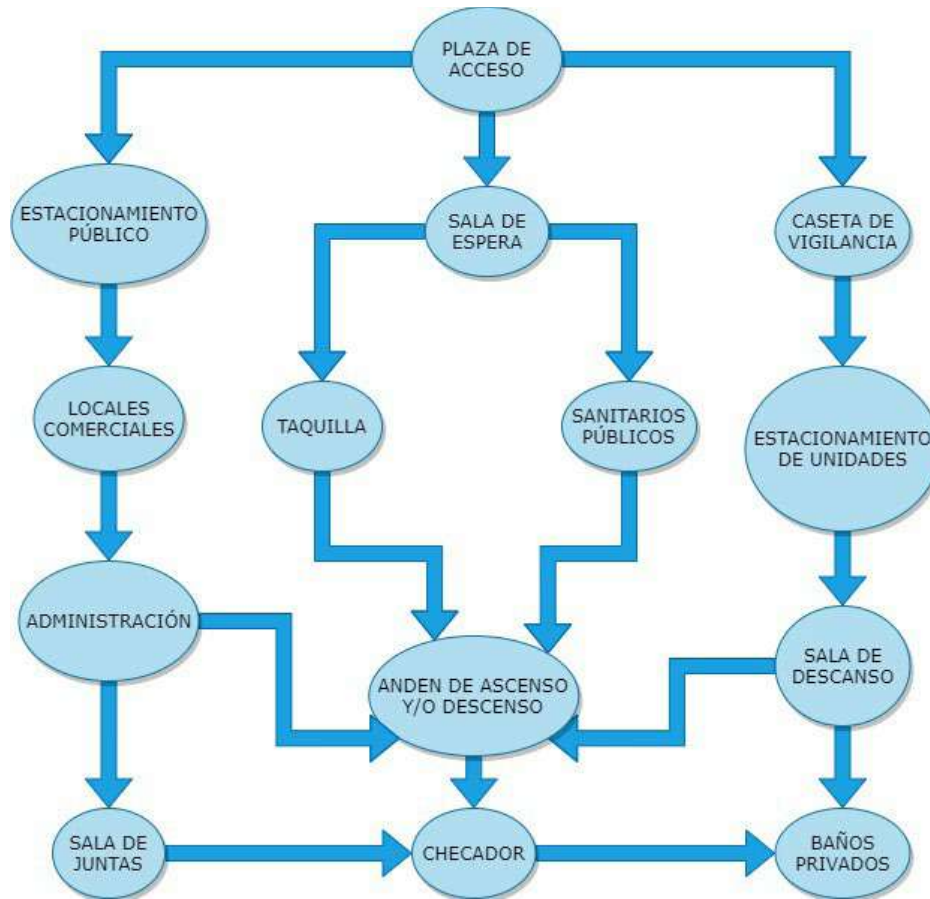 PLAZA DE
ACCESO
ESTACIONAMIENTO
PÚBLICO
SALA DE
ESPERA
CASETA DE
VIGILANCIA
LOCALES
COMERCIALES
TAQUILLA
SANITARIOS
PÚBLICOS
ESTACIONAMIENTO
DE UNIDADES
ADMINISTRACIÓN
ANDEN DE ASCENSO
Y/O DESCENSO
SALA DE
DESCANSO
SALA DE
JUNTAS
CHECADOR
BAÑOS
PRIVADOS